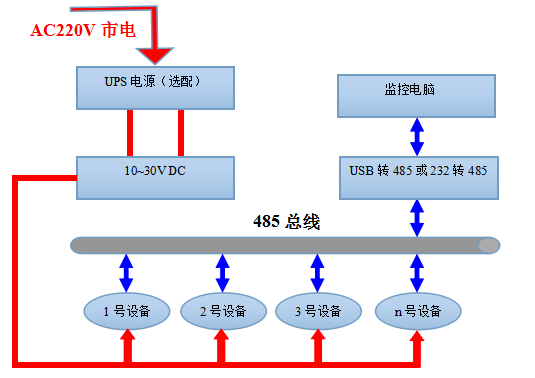 AC220V 市电
UPS 电源（选配）
监控电脑
10~30V DC
USB 转 485 或 232 转 485
485 总线
1 号设备
2 号设备
3 号设备
n 号设备